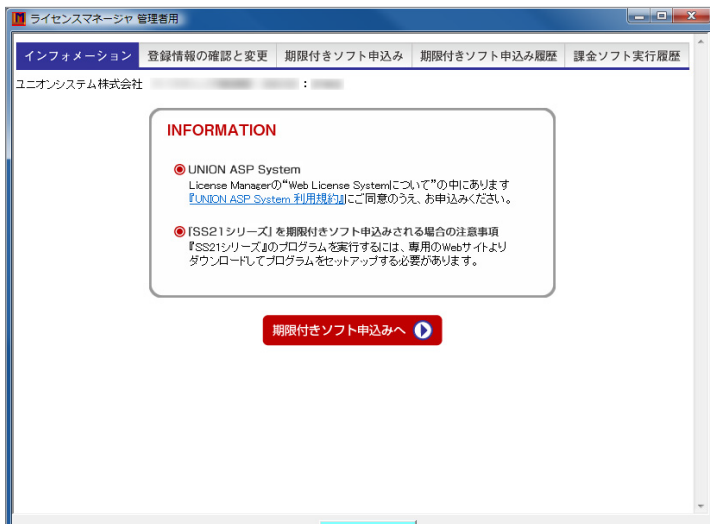 ライセンスマネージャ 管理者用
インフォメーション 登録情報の確認と変更 期限付きソフト申込み 期限付きソフト申込み履歴 課金ソフト実行履歴
ユニオンシステム株式会社 :
INFORMATION
UNION ASP System
License Managerの“Web License Systemについて”の中にあります
『UNION ASP System 利用規約』にご同意のうえ、お申込みください。
『SS21シリーズ』を期限付きソフト申込みされる場合の注意事項
『SS21シリーズ』のプログラムを実行するには、専用のWebサイトより
ダウンロードしてプログラムをセットアップする必要があります。
期限付きソフト申込みへ